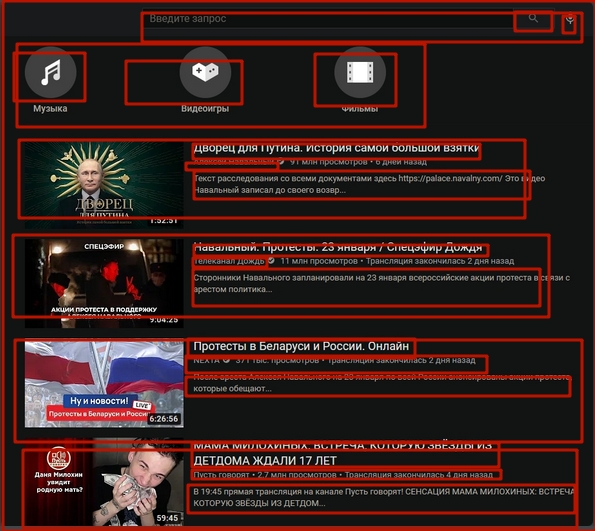 Введите запрос
Музыка
Видеоигры
Фильмы
ДВОРЕЦ
ДЛЯ ПУТИНА
1:52:51
Дворец для Путина. История самой большой взятки
Алексей Навальный
91 млн просмотров • 6 дней назад
Текст расследования со всеми документами здесь https://palace.navalny.com/ Это видео
Навальный записал до своего возвр...
СПЕЦЭФИР
АКЦИИ ПРОТЕСТА В ПОДДЕРЖКУ
АЛЕКСЕЯ НАВАЛЬНОГО
9:04:25
Навальный. Протесты. 23 января / Спецэфир Дождя
Телеканал Дождь
11 млн просмотров • Трансляция закончилась 2 дня назад
Сторонники Навального запланировали на 23 января всероссийские акции протеста в связи с
арестом политика...
Ну и новости!
LIVE
Протесты в Беларуси и России
6:26:56
Протесты в Беларуси и России. Онлайн
NEXTA
371 тыс. просмотров • Трансляция закончилась 2 дня назад
После ареста Алексея Навального на 23 января по всей России анонсированы акции протеста,
которые обещают...
Даня Милохин
увидит
родную мать?
59:45
МАМА МИЛОХИНЫХ. ВСТРЕЧА, КОТОРУЮ ЗВЁЗДЫ ИЗ
ДЕТДОМА ЖДАЛИ 17 ЛЕТ
Пусть говорят • 2,7 млн просмотров • Трансляция закончилась 4 дня назад
В 19:45 прямая трансляция на канале Пусть говорят! СЕНСАЦИЯ МАМА МИЛОХИНЫХ: ВСТРЕЧА,
КОТОРУЮ ЗВЁЗДЫ ИЗ ДЕТДОМ...